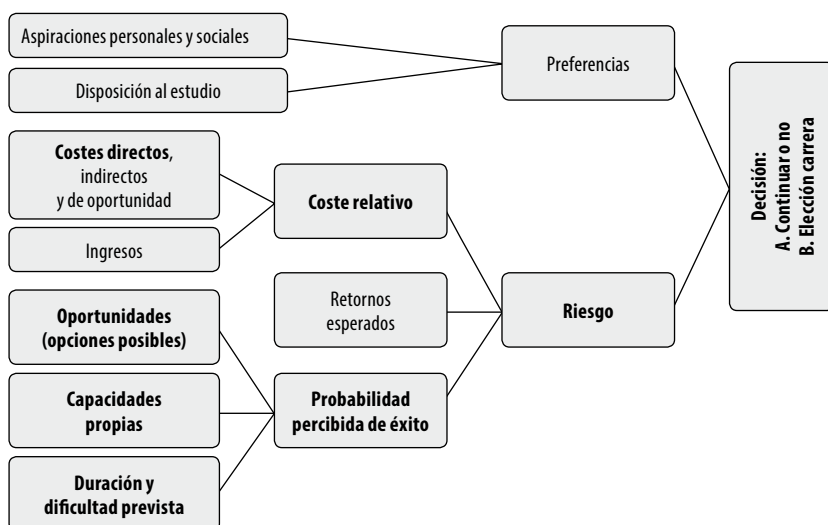 Aspiraciones personales y sociales
Disposición al estudio
Preferencias
Costes directos,
indirectos
y de oportunidad
Ingresos
Coste relativo
Retornos
esperados
Riesgo
Oportunidades
(opciones posibles)
Capacidades
propias
Duración y
dificultad prevista
Probabilidad
percibida de éxito
Decisión:
A. Continuar o no
B. Elección carrera